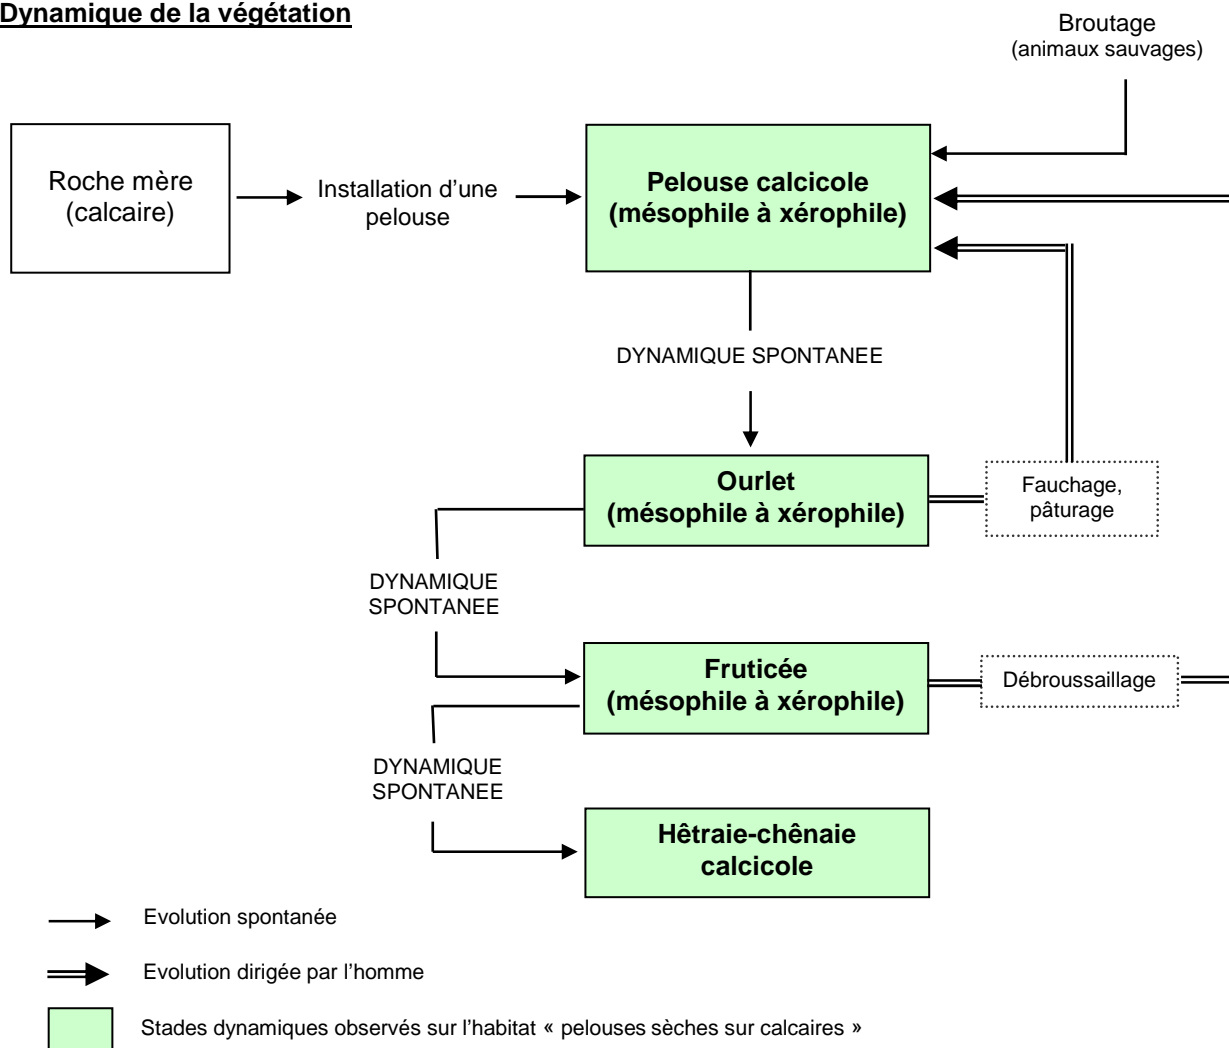 Dynamique de la végétation
Broutage
(animaux sauvages)
Roche mère
(calcaire)
Installation d'une
pelouse
Pelouse calcicole
(mésophile à xérophile)
DYNAMIQUE SPONTANEE
Ourlet
(mésophile à xérophile)
Fauchage,
pâturage
DYNAMIQUE
SPONTANEE
Fruticée
(mésophile à xérophile)
Débroussaillage
DYNAMIQUE
SPONTANEE
Hêtraie-chênaie
calcicole
Evolution spontanée
Evolution dirigée par l'homme
Stades dynamiques observés sur l'habitat « pelouses sèches sur calcaires »